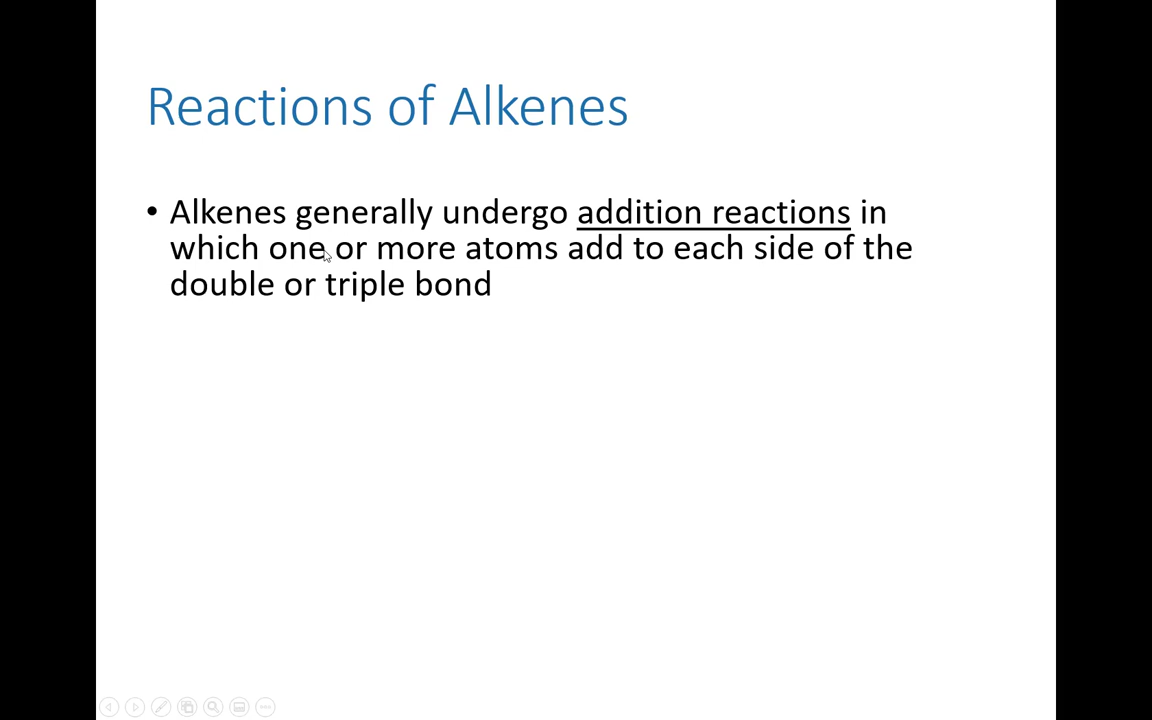 Reactions of Alkenes
• Alkenes generally undergo addition reactions in
which one or more atoms add to each side of the
double or triple bond